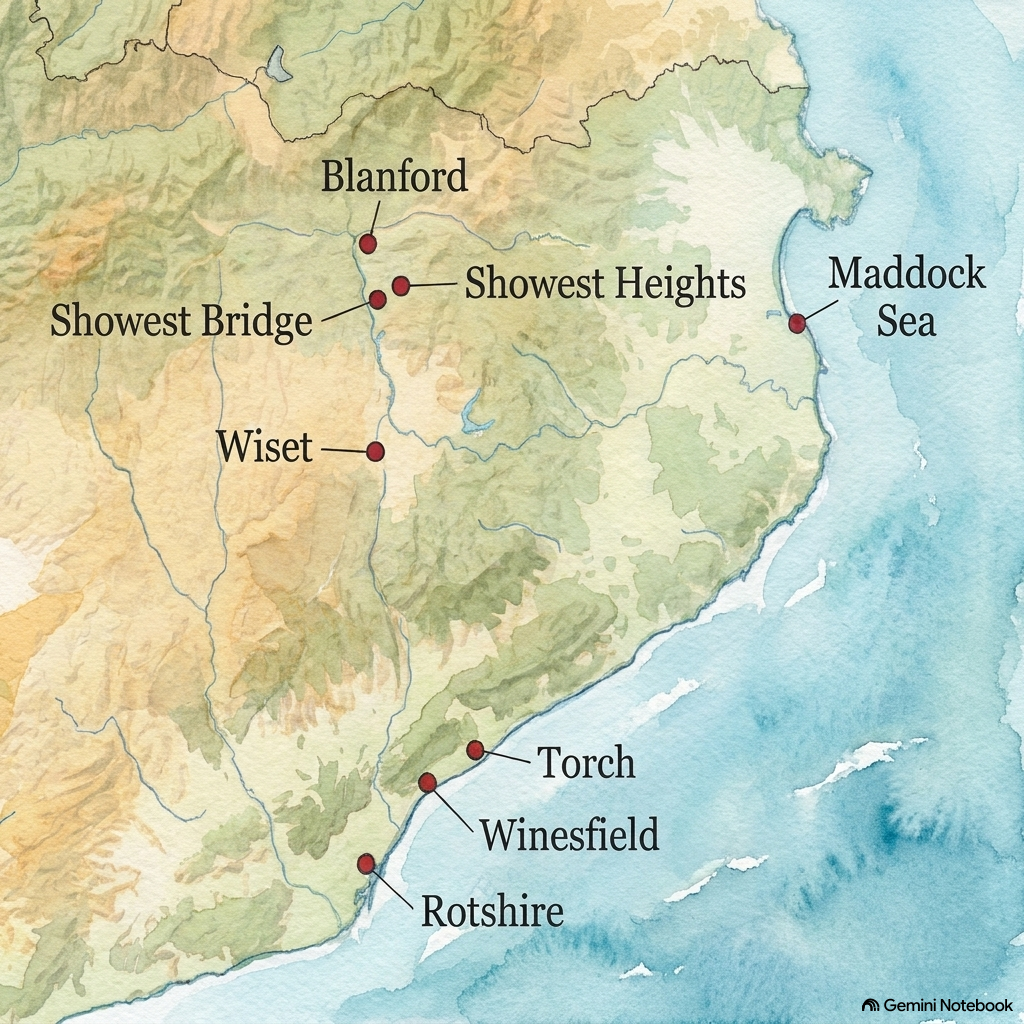 Blanford
Showest Heights
Maddock
Sea
Showest Bridge
Wiset
Torch
Winesfield
Rotshire
Gemini Notebook